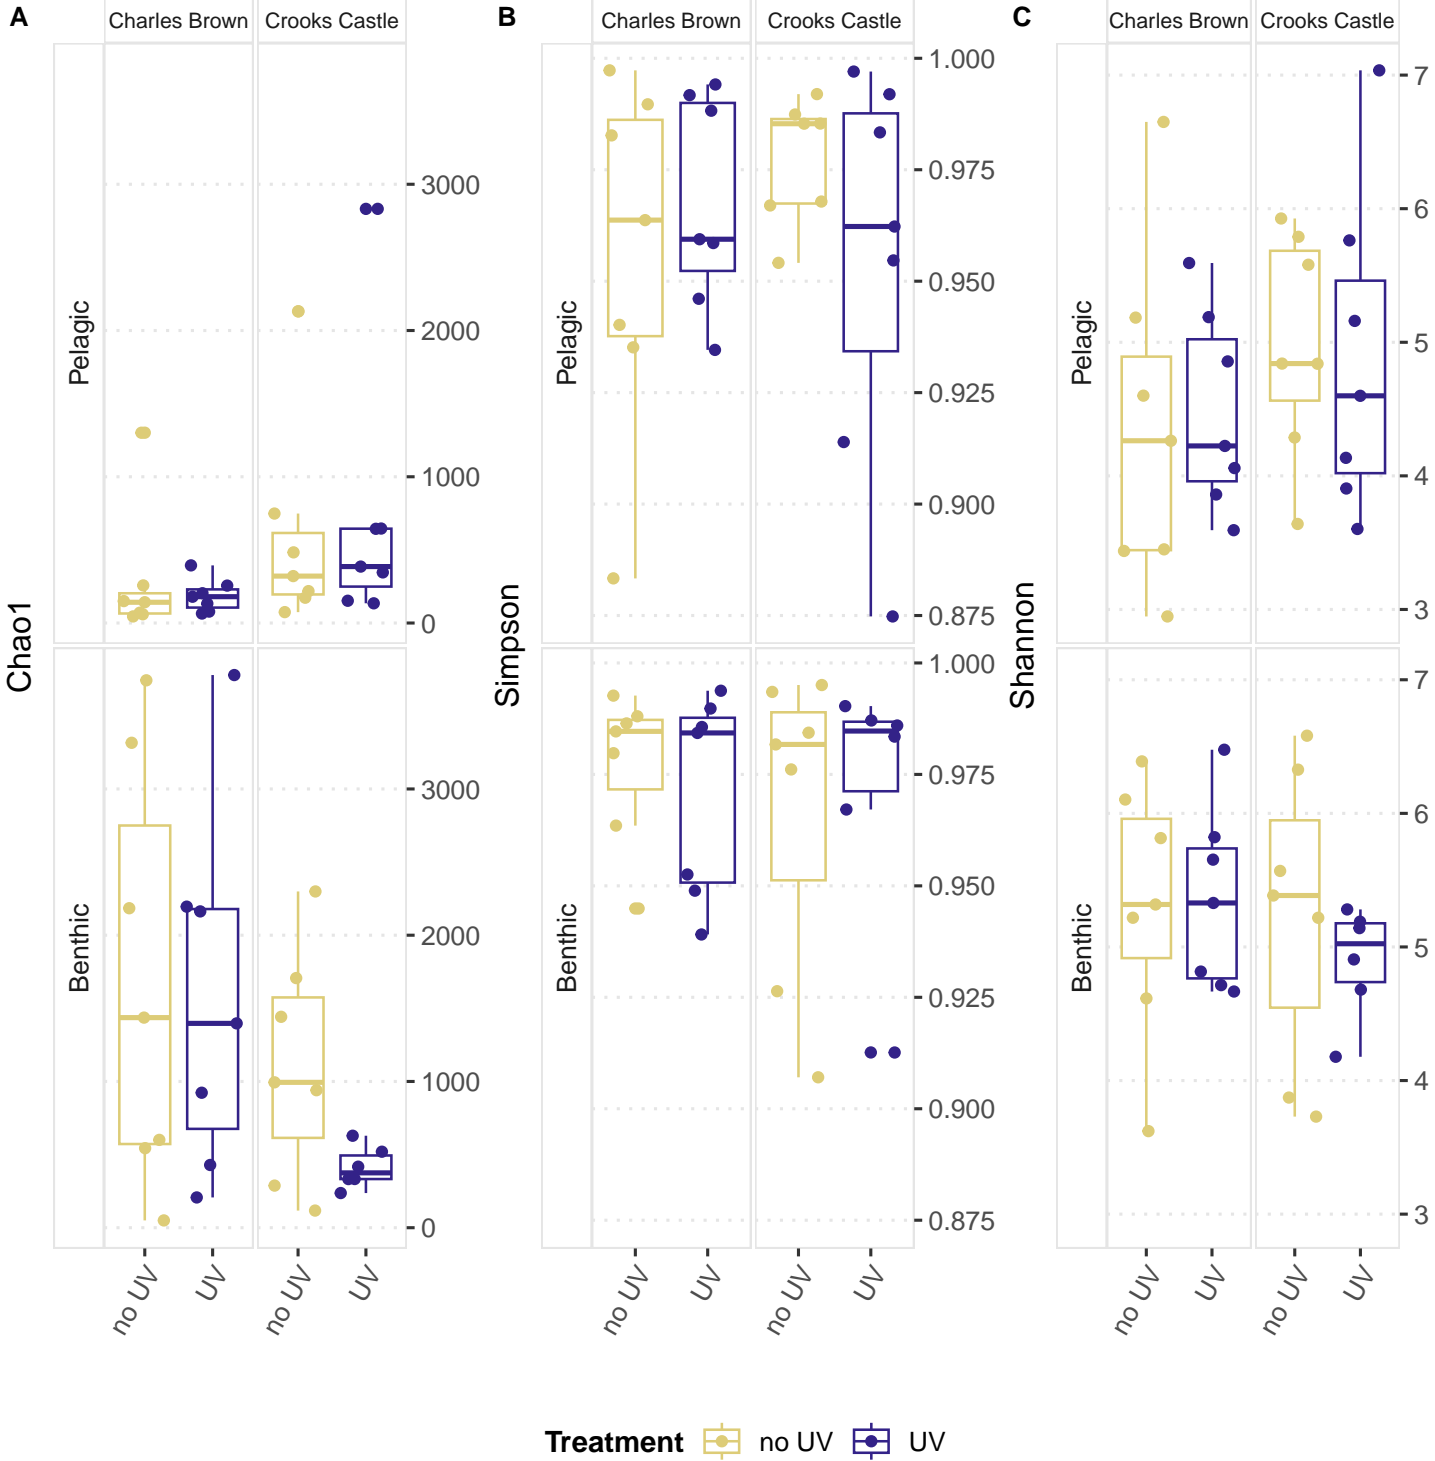 A
Charles Brown
Crooks Castle
Chao1
Pelagic
3000
2000
1000
0
Benthic
3000
2000
1000
0
no UV
UV
no UV
UV
B
Charles Brown
Crooks Castle
Simpson
Pelagic
1.000
0.975
0.950
0.925
0.900
0.875
Benthic
1.000
0.975
0.950
0.925
0.900
0.875
no UV
UV
no UV
UV
C
Charles Brown
Crooks Castle
Shannon
Pelagic
7
6
5
4
3
Benthic
7
6
5
4
3
no UV
UV
no UV
UV
Treatment no UV UV